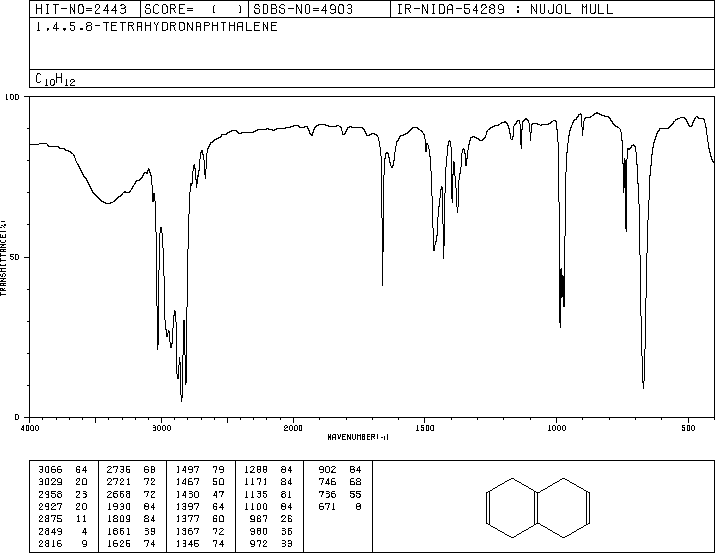 HIT-NO=2443 SCORE= ( ) SDBS-NO=4903 IR-NIDA-54289 : NUJOL MULL
1,4,5,8-TETRAHYDRONAPHTHALENE
C10H12
100
50
0
TRANSMITTANCE(%)
4000 3000 2000 1500 1000 500
WAVENUMBER(-1)
3066 64 2736 68 1497 79 1288 84 902 84
3029 20 2721 72 1467 50 1171 84 746 68
2958 23 2668 72 1430 47 1135 81 736 55
2927 20 1930 84 1397 64 1100 84 671 8
2875 11 1809 84 1377 60 987 26
2849 4 1661 39 1367 72 980 36
2816 9 1626 74 1346 74 972 33